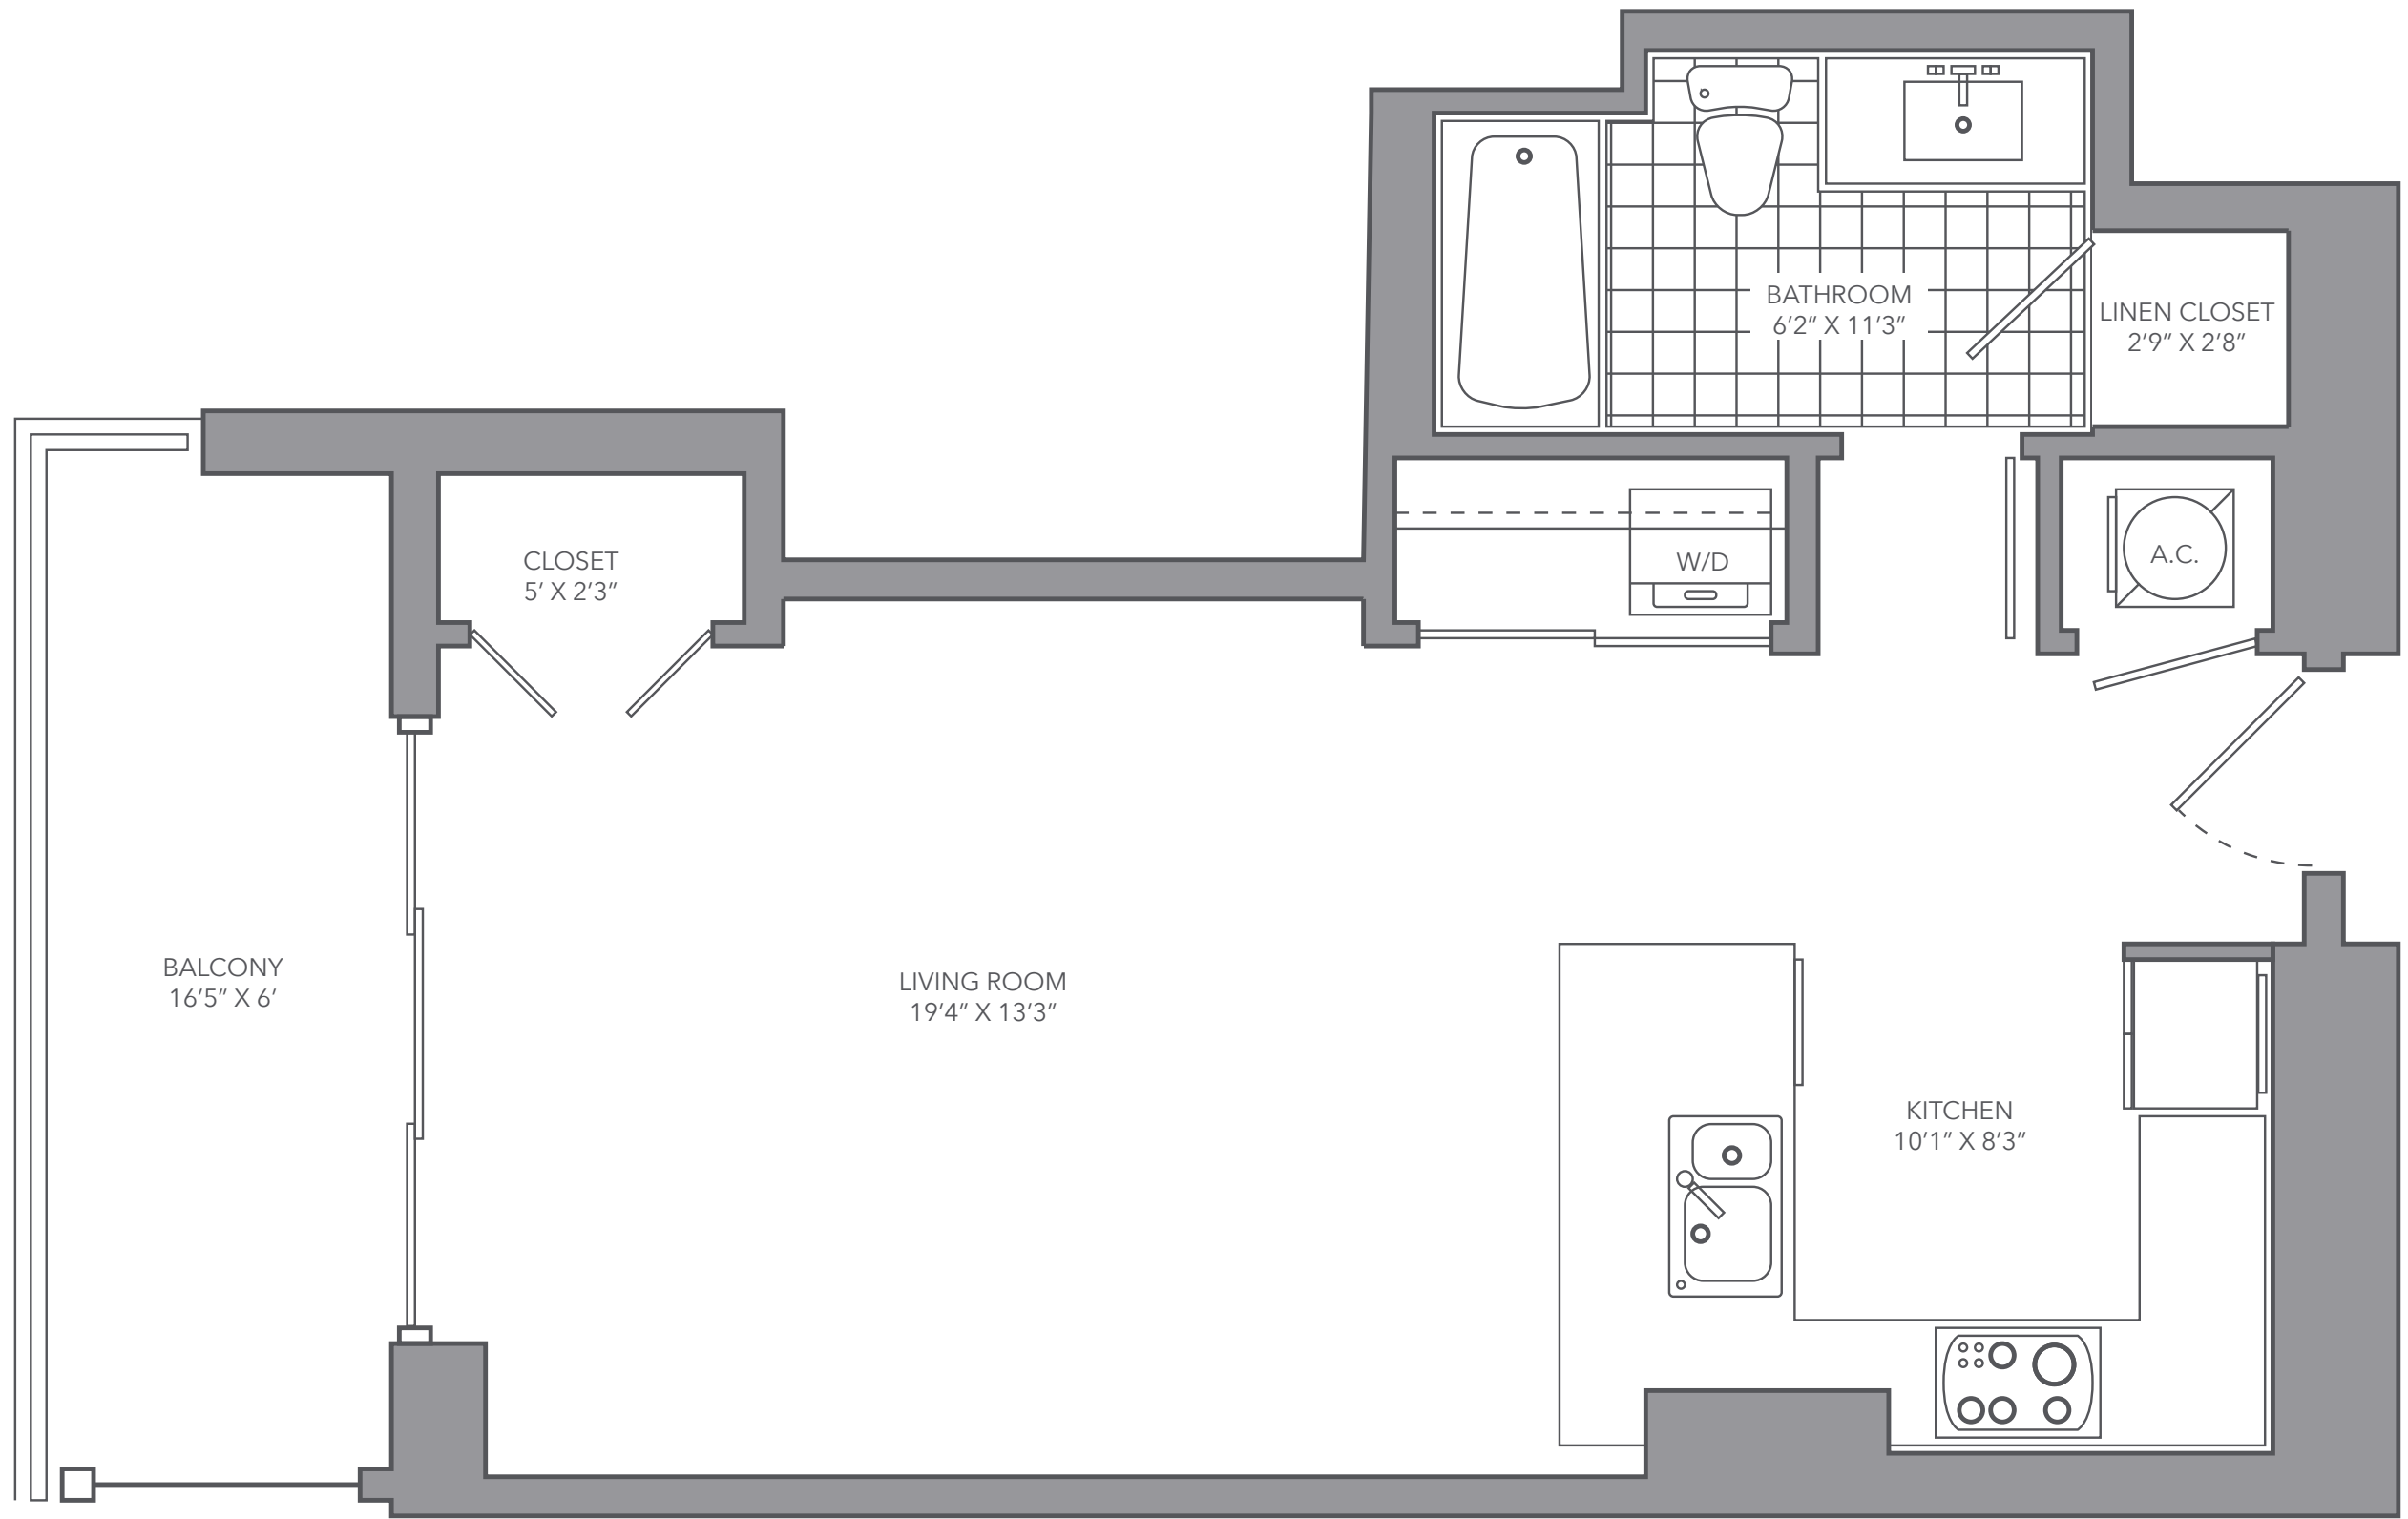 BATHROOM
6’2” X 11’3”
LINEN CLOSET
2’9” X 2’8”
CLOSET
5’ X 2’3”
W/D
A.C.
BALCONY
16’5” X 6’
LIVING ROOM
19’4” X 13’3”
KITCHEN
10’1” X 8’3”